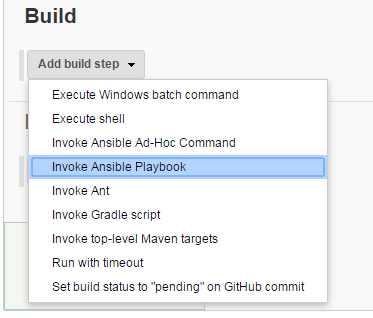 Build
Add build step
Execute Windows batch command
Execute shell
Invoke Ansible Ad-Hoc Command
Invoke Ansible Playbook
Invoke Ant
Invoke Gradle script
Invoke top-level Maven targets
Run with timeout
Set build status to "pending" on GitHub commit